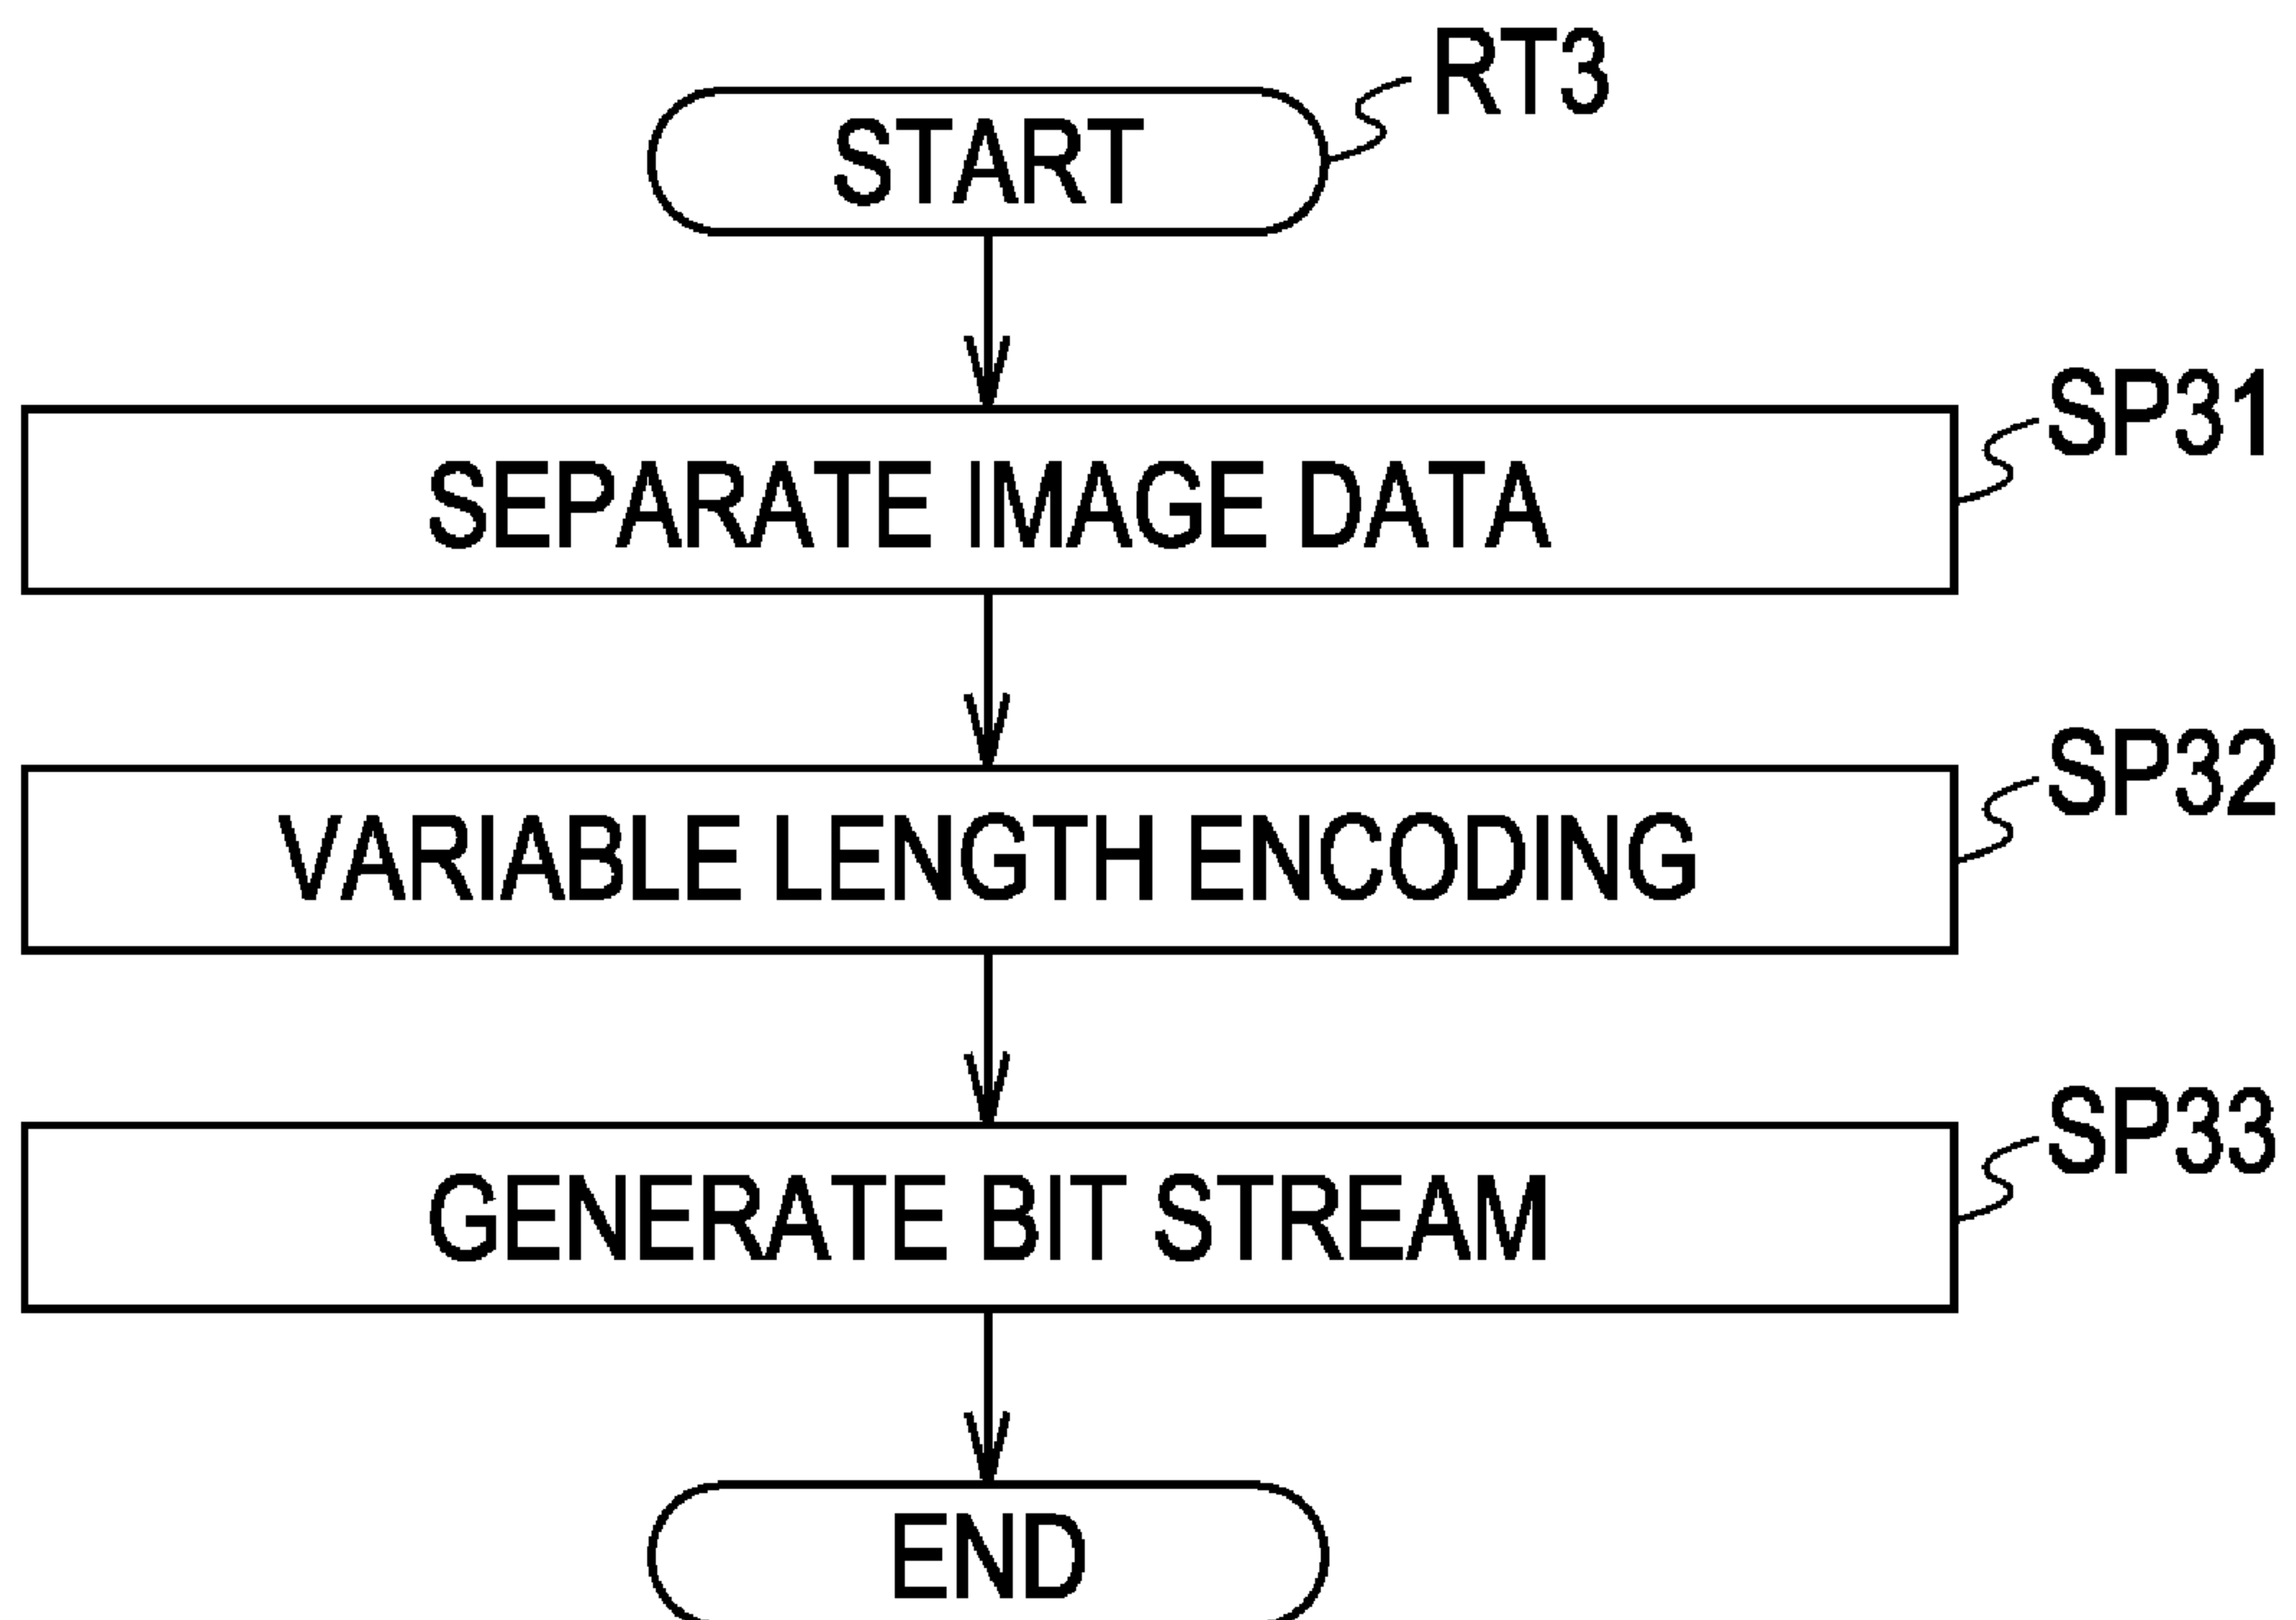 RT3
START
SP31
SEPARATE IMAGE DATA
SP32
VARIABLE LENGTH ENCODING
SP33
GENERATE BIT STREAM
END